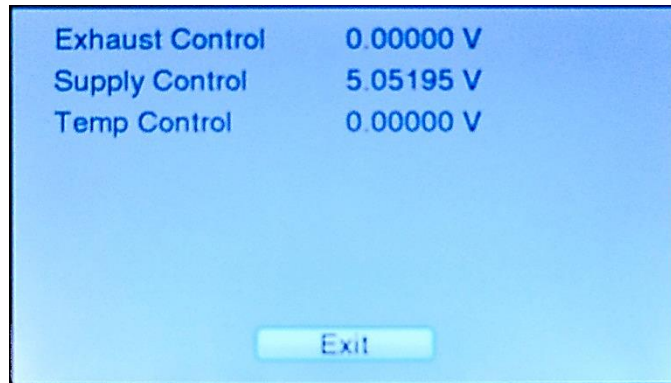 Exhaust Control 0.00000 V
Supply Control 5.05195 V
Temp Control 0.00000 V
Exit